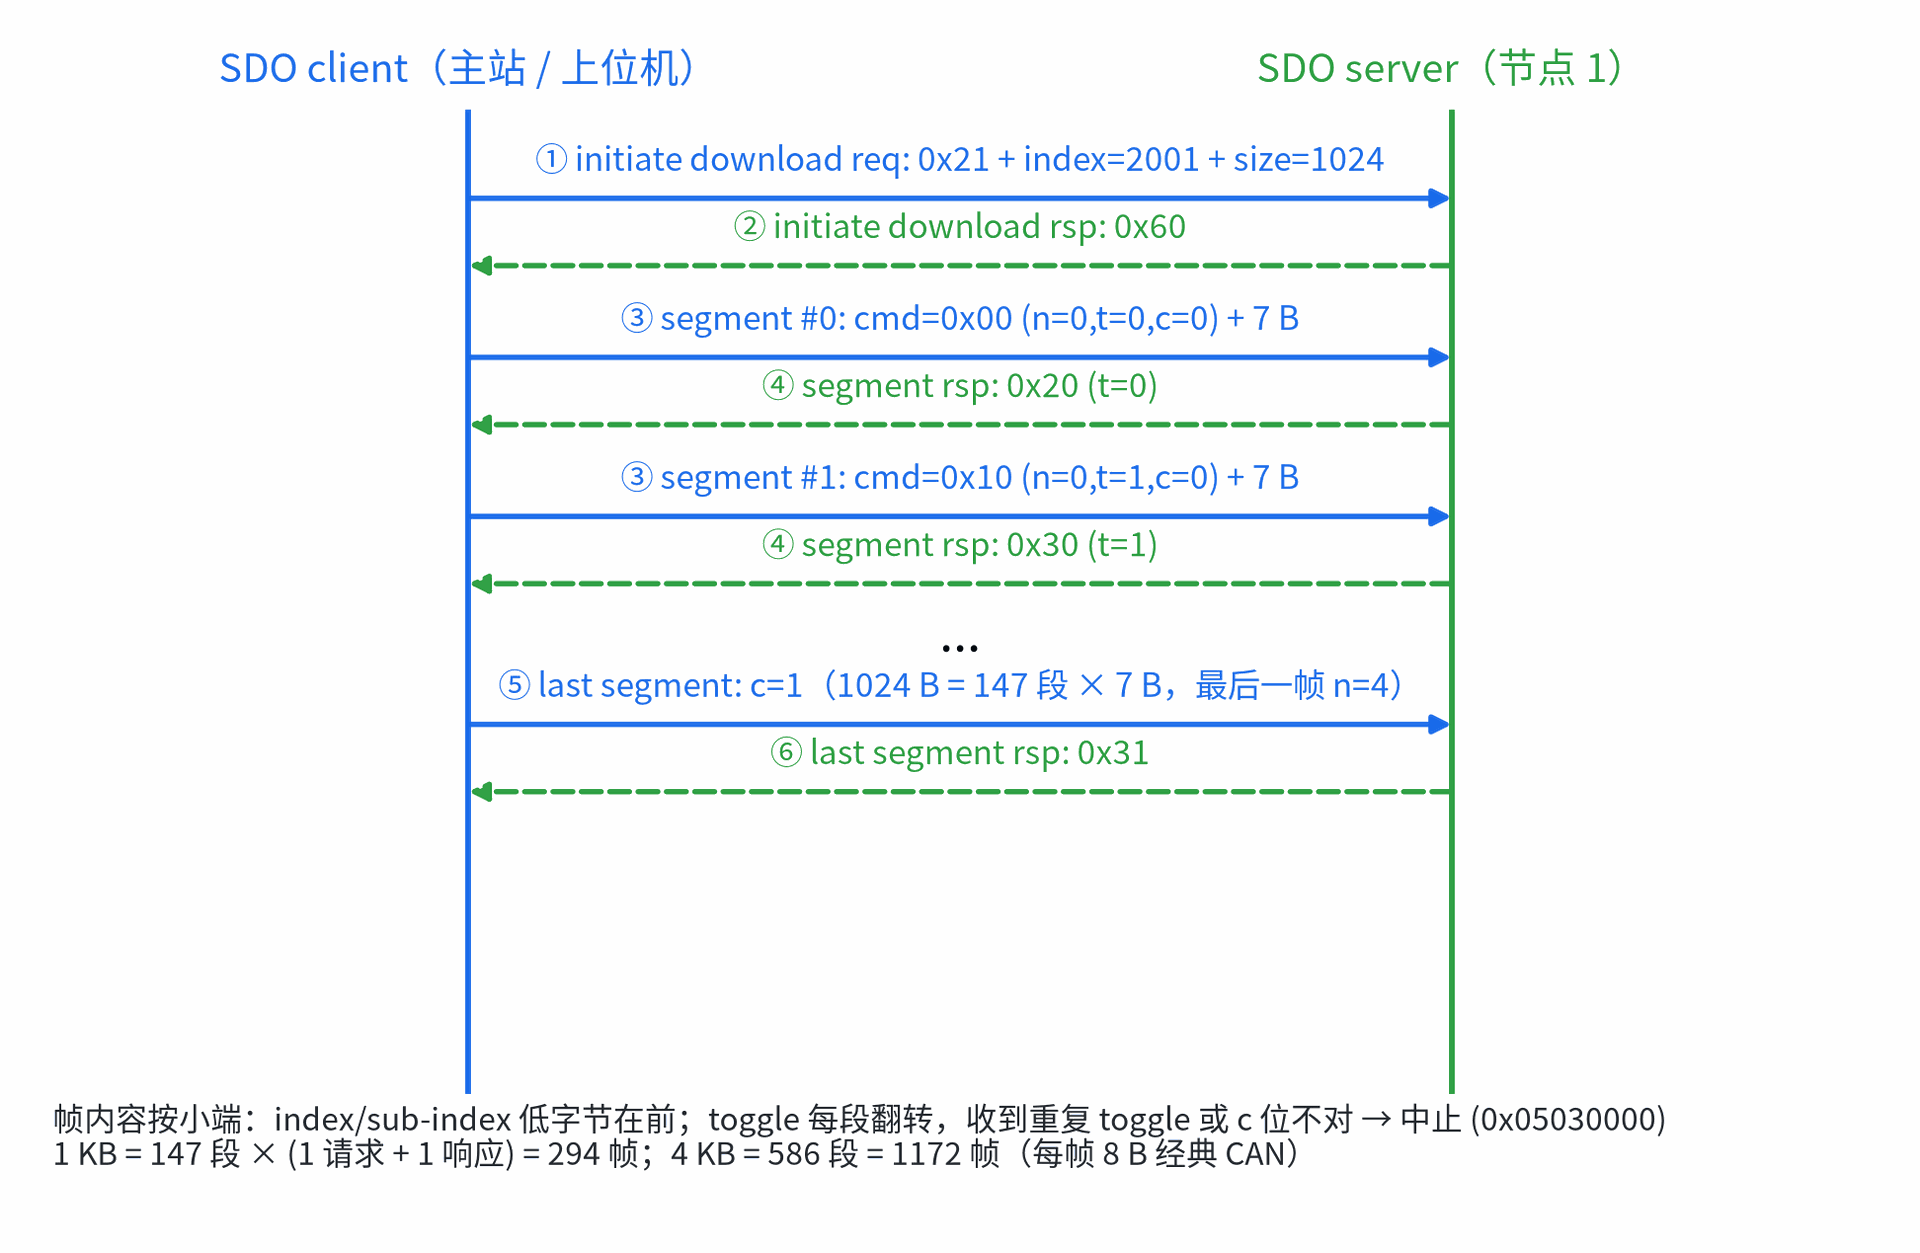 SDO client（主站 / 上位机）
SDO server（节点 1）
① initiate download req: 0x21 + index=2001 + size=1024
② initiate download rsp: 0x60
③ segment #0: cmd=0x00 (n=0,t=0,c=0) + 7 B
④ segment rsp: 0x20 (t=0)
③ segment #1: cmd=0x10 (n=0,t=1,c=0) + 7 B
④ segment rsp: 0x30 (t=1)
...
⑤ last segment: c=1（1024 B = 147 段 × 7 B，最后一帧 n=4）
⑥ last segment rsp: 0x31
帧内容按小端：index/sub-index 低字节在前；toggle 每段翻转，收到重复 toggle 或 c 位不对 → 中止 (0x05030000)
1 KB = 147 段 × (1 请求 + 1 响应) = 294 帧；4 KB = 586 段 = 1172 帧（每帧 8 B 经典 CAN）